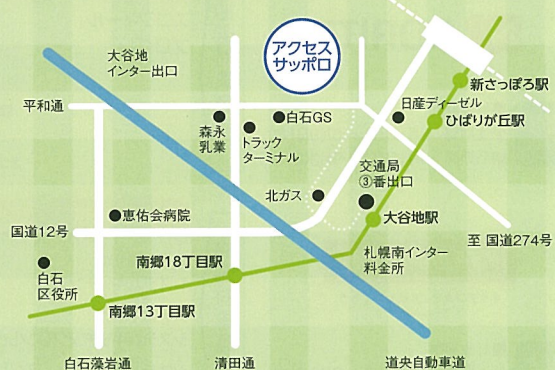 アクセス
サッポロ
大谷地
インター出口
平和通
新さっぽろ駅
日産ディーゼル
ひばりが丘駅
白石GS
森永
乳業
トラック
ターミナル
交通局
③番出口
北ガス
恵佑会病院
大谷地駅
国道12号
至 国道274号
札幌南インター
料金所
南郷18丁目駅
白石
区役所
南郷13丁目駅
白石藻岩通
清田通
道央自動車道